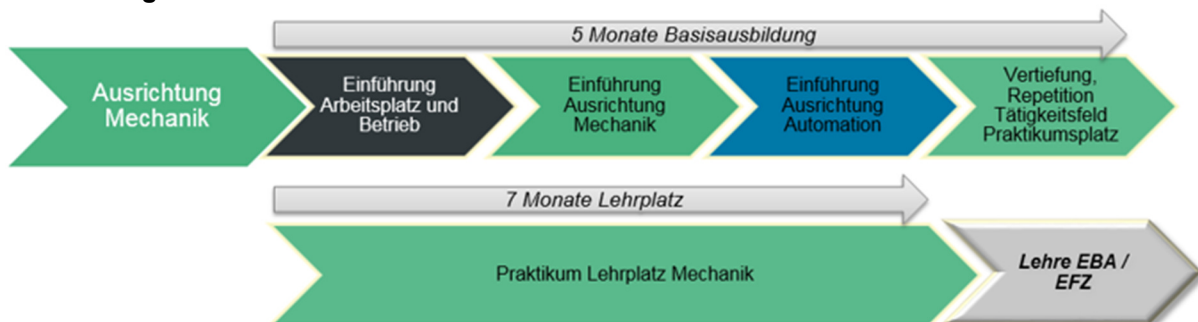 5 Monate Basisausbildung
Ausrichtung
Mechanik
Einführung
Arbeitsplatz und
Betrieb
Einführung
Ausrichtung
Mechanik
Einführung
Ausrichtung
Automation
Vertiefung,
Repetition
Tätigkeitsfeld
Praktikumsplatz
7 Monate Lehrplatz
Praktikum Lehrplatz Mechanik
Lehre EBA /
EFZ